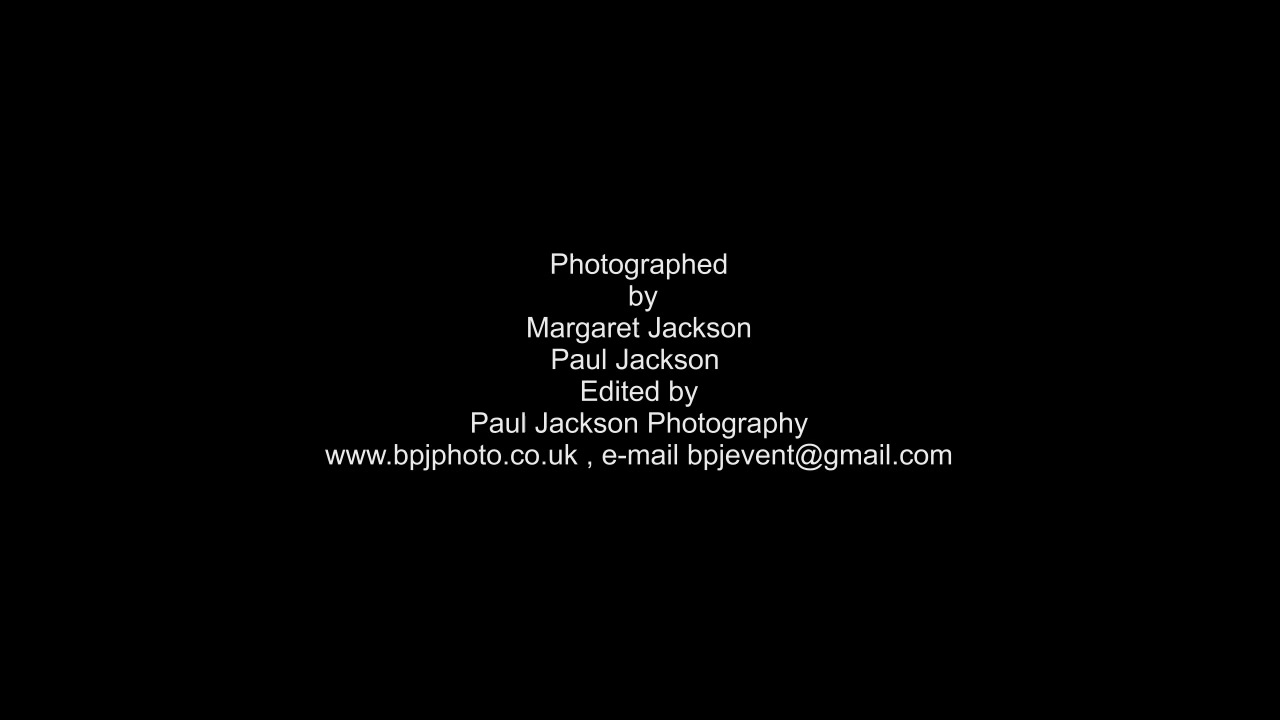 Photographed
by
Margaret Jackson
Paul Jackson
Edited by
Paul Jackson Photography
www.bpjphoto.co.uk , e-mail bpjevent@gmail.com